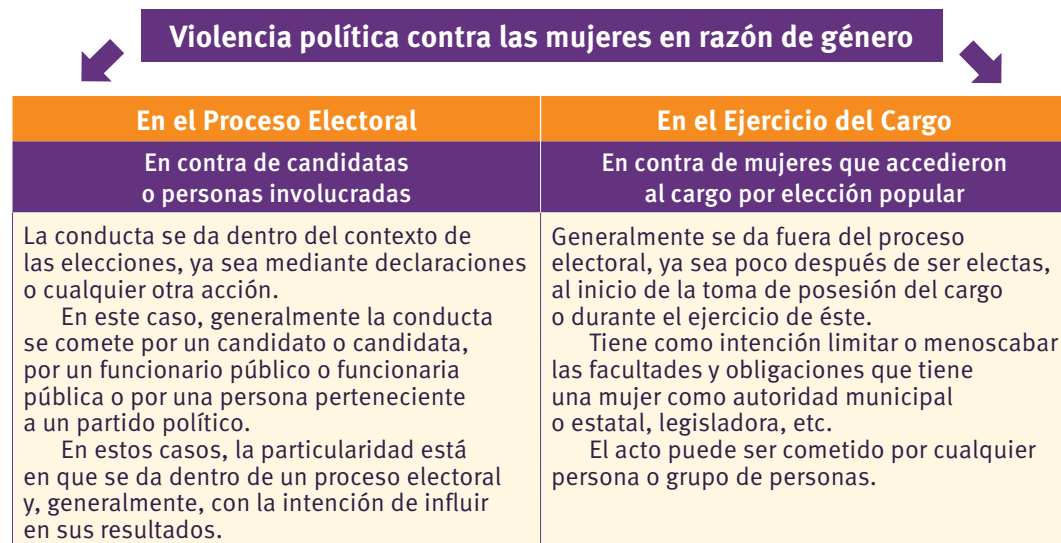 Violencia política contra las mujeres en razón de género
En el Proceso Electoral
En contra de candidatas
o personas involucradas
La conducta se da dentro del contexto de
las elecciones, ya sea mediante declaraciones
o cualquier otra acción.
En este caso, generalmente la conducta
se comete por un candidato o candidata,
por un funcionario público o funcionaria
pública o por una persona perteneciente
a un partido político.
En estos casos, la particularidad está
en que se da dentro de un proceso electoral
y, generalmente, con la intención de influir
en sus resultados.
En el Ejercicio del Cargo
En contra de mujeres que accedieron
al cargo por elección popular
Generalmente se da fuera del proceso
electoral, ya sea poco después de ser electas,
al inicio de la toma de posesión del cargo
o durante el ejercicio de éste.
Tiene como intención limitar o menoscabar
las facultades y obligaciones que tiene
una mujer como autoridad municipal
o estatal, legisladora, etc.
El acto puede ser cometido por cualquier
persona o grupo de personas.